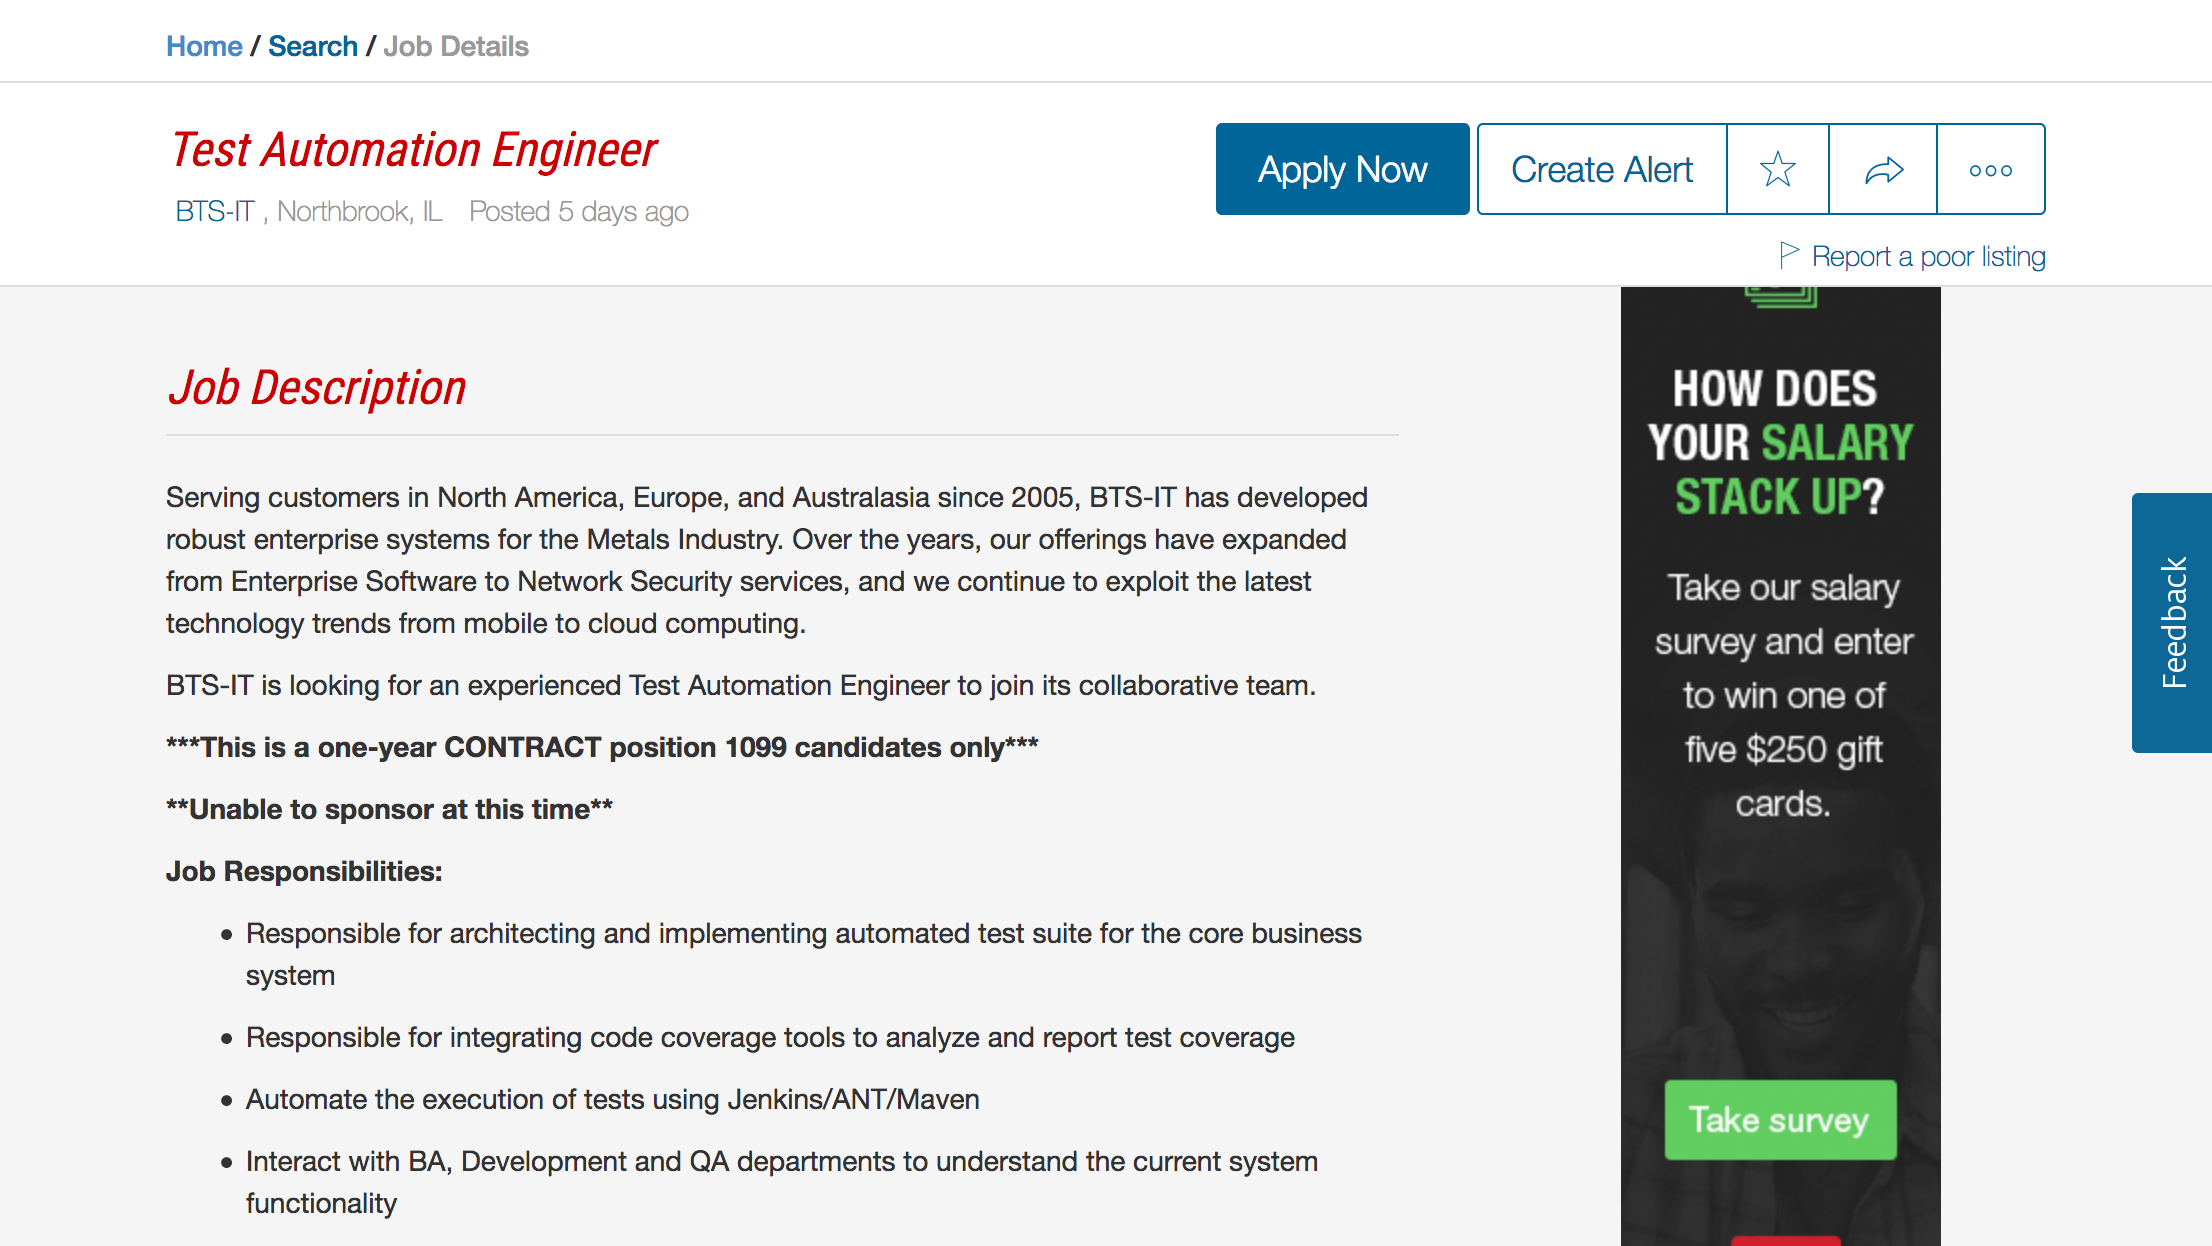 Home / Search / Job Details
Test Automation Engineer
BTS-IT , Northbrook, IL Posted 5 days ago
Apply Now
Create Alert
Report a poor listing
Job Description
Serving customers in North America, Europe, and Australasia since 2005, BTS-IT has developed
robust enterprise systems for the Metals Industry. Over the years, our offerings have expanded
from Enterprise Software to Network Security services, and we continue to exploit the latest
technology trends from mobile to cloud computing.
BTS-IT is looking for an experienced Test Automation Engineer to join its collaborative team.
***This is a one-year CONTRACT position 1099 candidates only***
**Unable to sponsor at this time**
Job Responsibilities:
• Responsible for architecting and implementing automated test suite for the core business
system
• Responsible for integrating code coverage tools to analyze and report test coverage
• Automate the execution of tests using Jenkins/ANT/Maven
• Interact with BA, Development and QA departments to understand the current system
functionality
HOW DOES
YOUR SALARY
STACK UP?
Take our salary
survey and enter
to win one of
five $250 gift
cards.
Take survey
Feedback